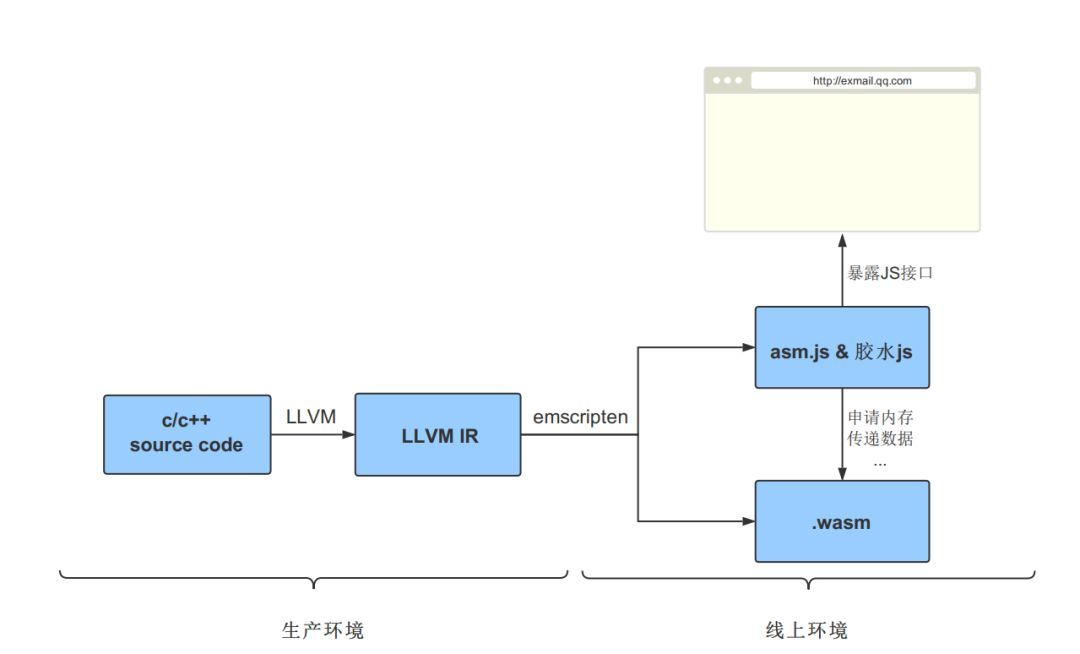 http://exmail.qq.com
暴露JS接口
asm.js & 胶水js
c/c++
source code
LLVM
LLVM IR
emscripten
申请内存
传递数据
...
.wasm
生产环境
线上环境